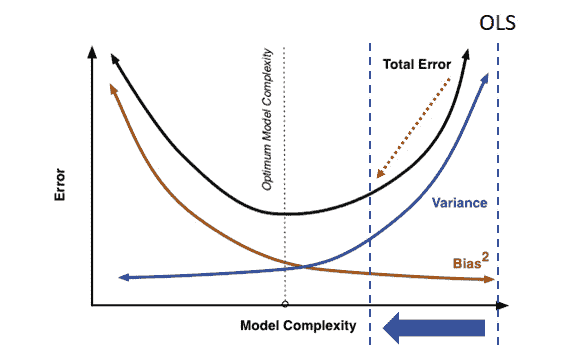 OLS
Total Error
Optimum Model Complexity
Error
Variance
Bias²
Model Complexity